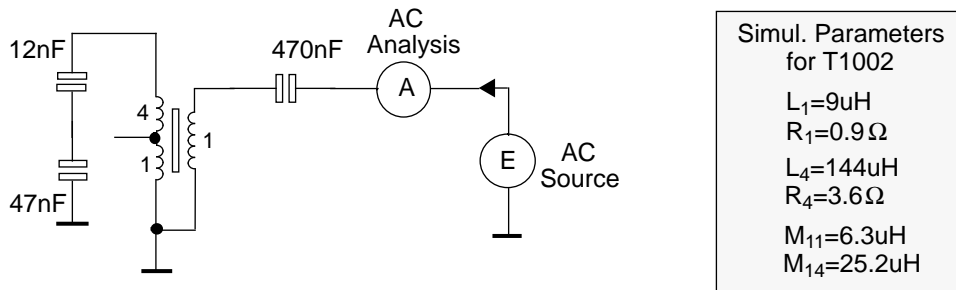 12nF
47nF
4
1
1
470nF
AC
Analysis
A
E
AC
Source
Simul. Parameters
for T1002
L₁=9uH
R₁=0.9Ω
L₄=144uH
R₄=3.6Ω
M₁₁=6.3uH
M₁₄=25.2uH